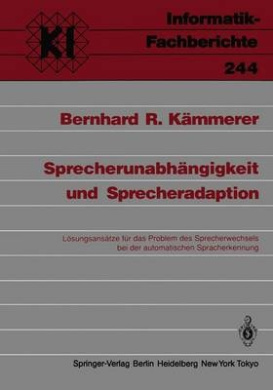 KI
Informatik-
Fachberichte
244
Bernhard R. Kämmerer
Sprecherunabhängigkeit
und Sprecheradaption
Lösungsansätze für das Problem des Sprecherwechsels
bei der automatischen Spracherkennung
Springer-Verlag Berlin Heidelberg New York Tokyo